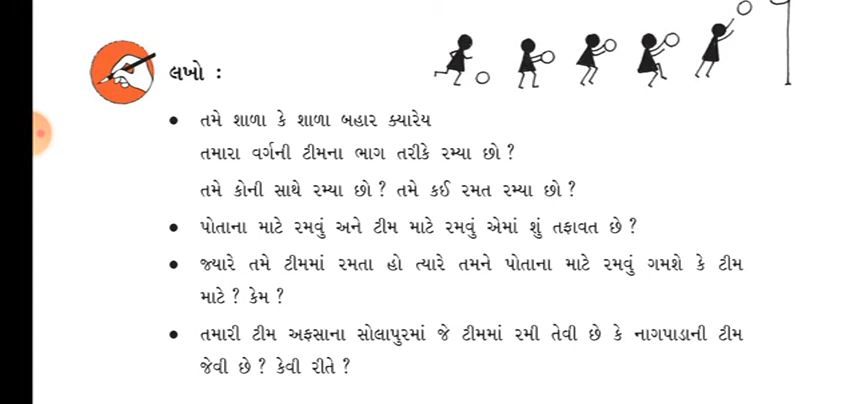 લખો :
• તમે શાળા કે શાળા બહાર ક્યારેય
તમારા વર્ગની ટીમના ભાગ તરીકે રમ્યા છો ?
તમે કોની સાથે રમ્યા છો ? તમે કઈ રમત રમ્યા છો ?
• પોતાના માટે રમવું અને ટીમ માટે રમવું એમાં શું તફાવત છે ?
• જ્યારે તમે ટીમમાં રમતા હો ત્યારે તમને પોતાના માટે રમવું ગમશે કે ટીમ
માટે ? કેમ ?
• તમારી ટીમ અફસાના સોલાપુરમાં જે ટીમમાં રમી તેવી છે કે નાગપાડાની ટીમ
જેવી છે ? કેવી રીતે ?